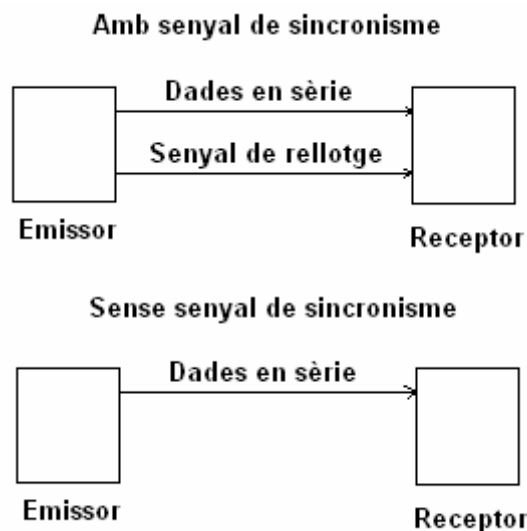 Amb senyal de sincronisme
Dades en sèrie
Senyal de rellotge
Emissor
Receptor
Sense senyal de sincronisme
Dades en sèrie
Emissor
Receptor